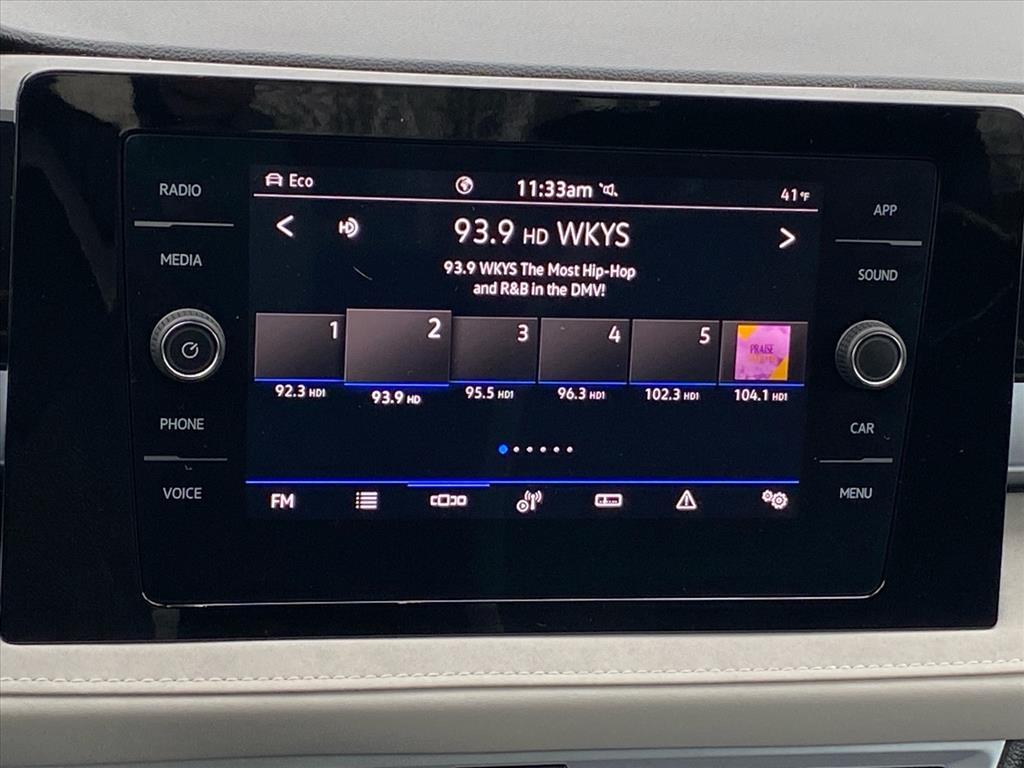 RADIO
MEDIA
PHONE
VOICE
Eco
11:33am
41°F
93.9 HD WKYS
93.9 WKYS The Most Hip-Hop
and R&B in the DMV!
1
2
3
4
5
PRAISE
92.3 HD1
93.9 HD
95.5 HD1
96.3 HD1
102.3 HD1
104.1 HD1
FM
APP
SOUND
CAR
MENU